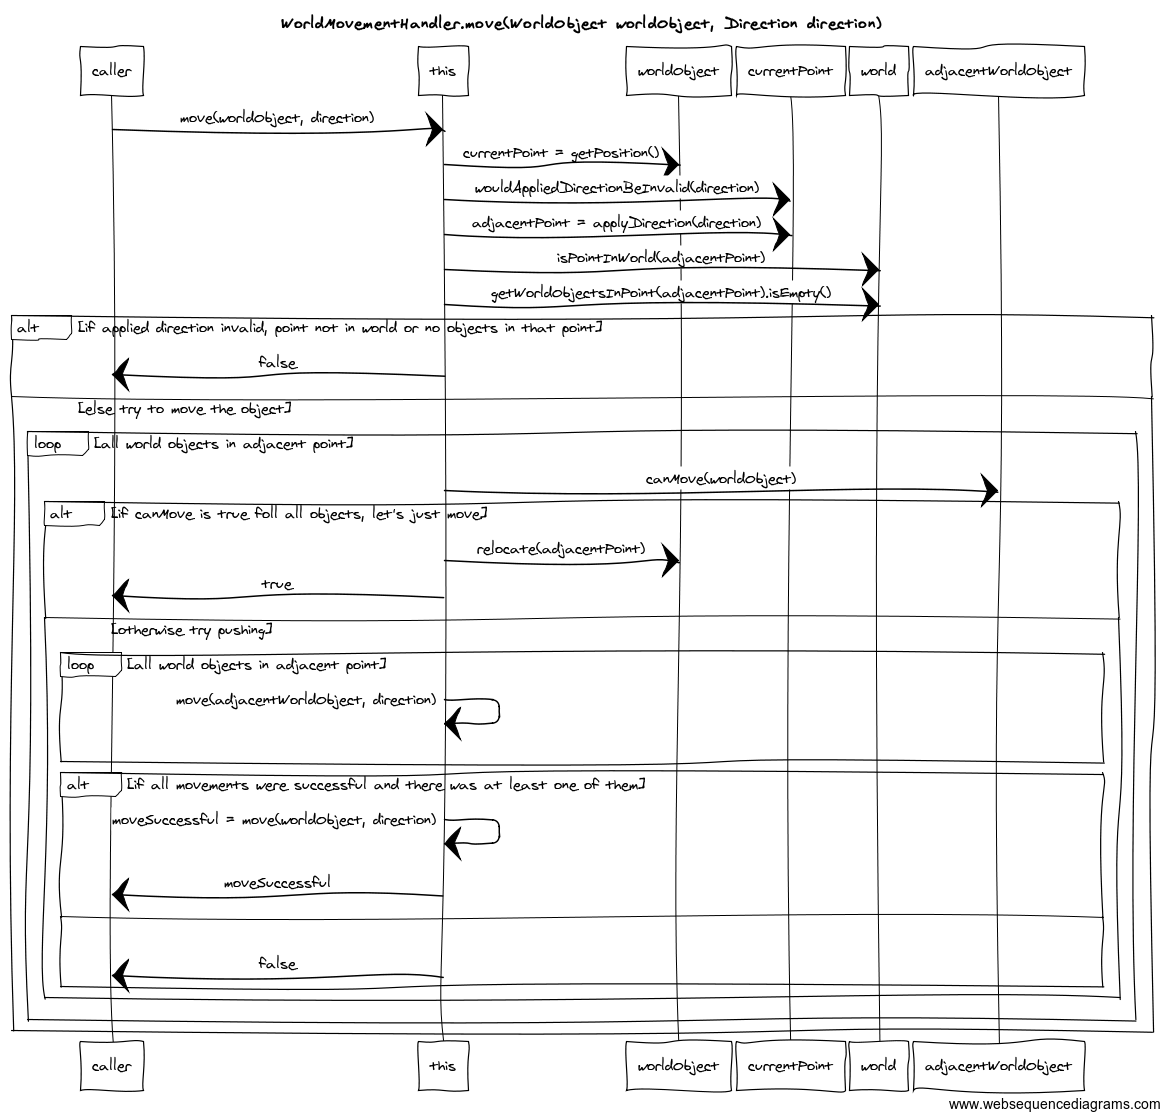 WorldMovementHandler.move(WorldObject worldObject, Direction direction)
caller
this
worldObject
currentPoint
world
adjacentWorldObject
move(worldObject, direction)
currentPoint = getPosition()
wouldAppliedDirectionBeInvalid(direction)
adjacentPoint = applyDirection(direction)
isPointInWorld(adjacentPoint)
getWorldObjectsInPoint(adjacentPoint).isEmpty()
alt [if applied direction invalid, point not in world or no objects in that point]
false
[else try to move the object]
loop [all world objects in adjacent point]
canMove(worldObject)
alt [if canMove is true foll all objects, let's just move]
relocate(adjacentPoint)
true
[otherwise try pushing]
loop [all world objects in adjacent point]
move(adjacentWorldObject, direction)
alt [if all movements were successful and there was at least one of them]
moveSuccessful = move(worldObject, direction)
moveSuccessful
false
caller
this
worldObject
currentPoint
world
adjacentWorldObject
www.websequencediagrams.com